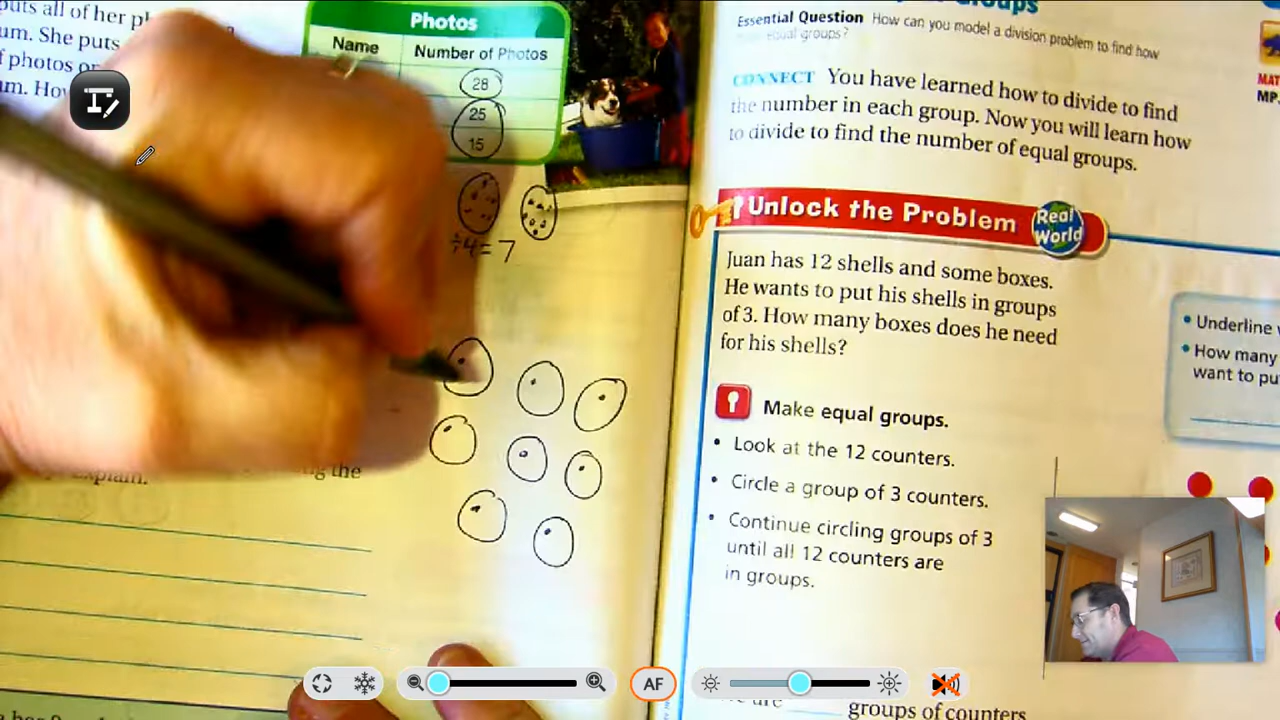 puts all of her
um. She puts
f photos or
um. How
Photos
Name Number of Photos
28
25
15
÷4=7
explain. the
Essential Question How can you model a division problem to find how
equal groups?
CONNECT You have learned how to divide to find
the number in each group. Now you will learn how
to divide to find the number of equal groups.
MP
Unlock the Problem
Real
World
Juan has 12 shells and some boxes.
He wants to put his shells in groups
of 3. How many boxes does he need
for his shells?
• Underline
• How many
want to pu
Make equal groups.
• Look at the 12 counters.
• Circle a group of 3 counters.
• Continue circling groups of 3
until all 12 counters are
in groups.
groups of counters
AF